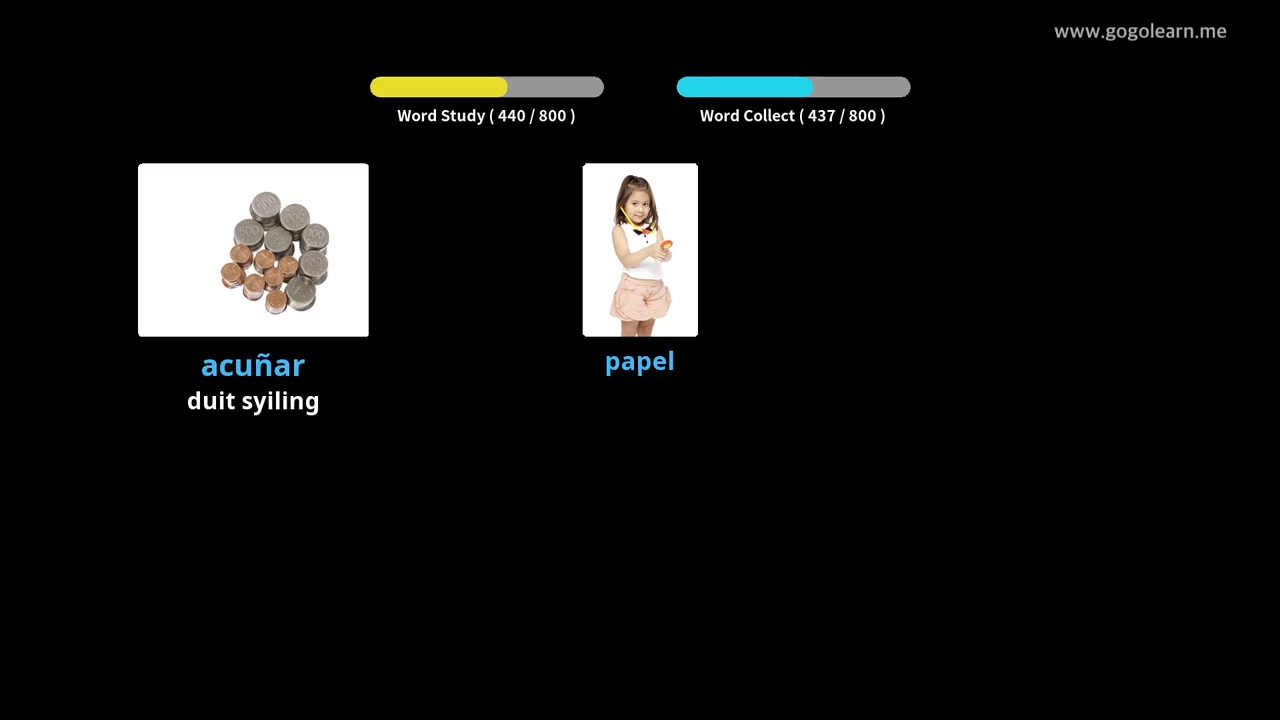 www.gogolearn.me
Word Study ( 440 / 800 )
Word Collect ( 437 / 800 )
acuñar
duit syiling
papel